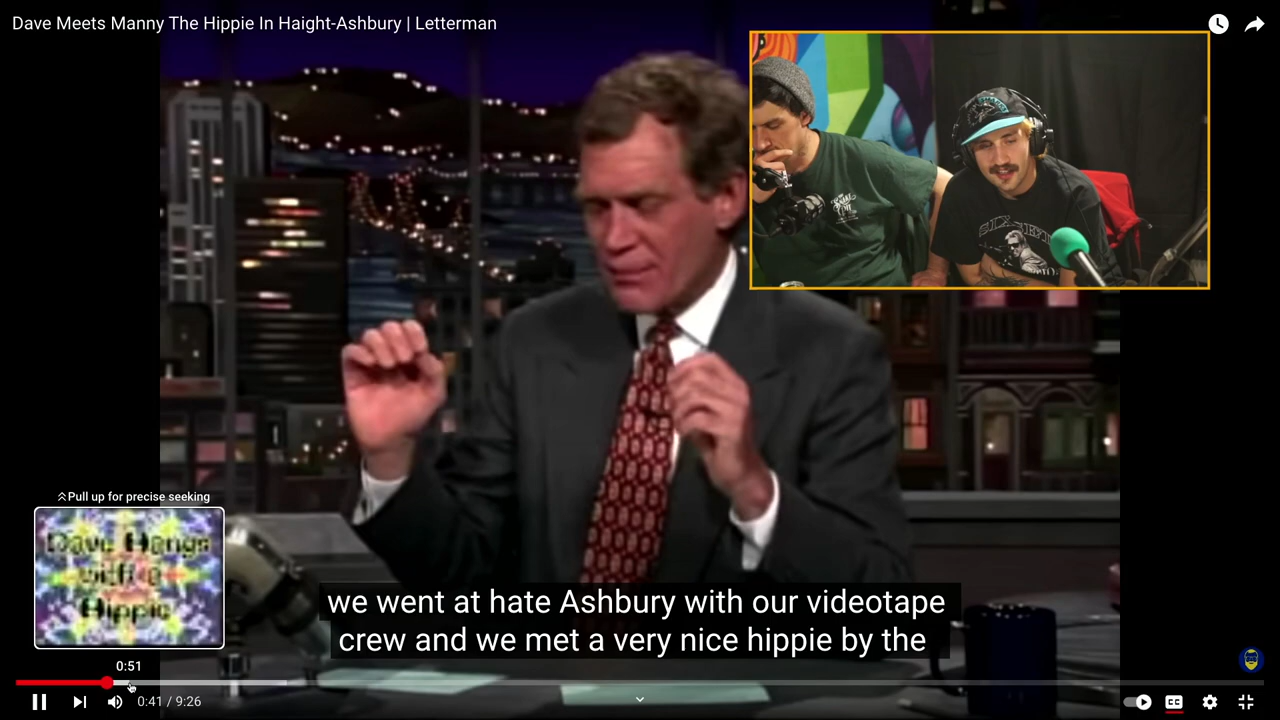 Dave Meets Manny The Hippie In Haight-Ashbury | Letterman
Pull up for precise seeking
Dave Hangs
with a
Hippie
0:51
we went at hate Ashbury with our videotape
crew and we met a very nice hippie by the
0:41 / 9:26
CC